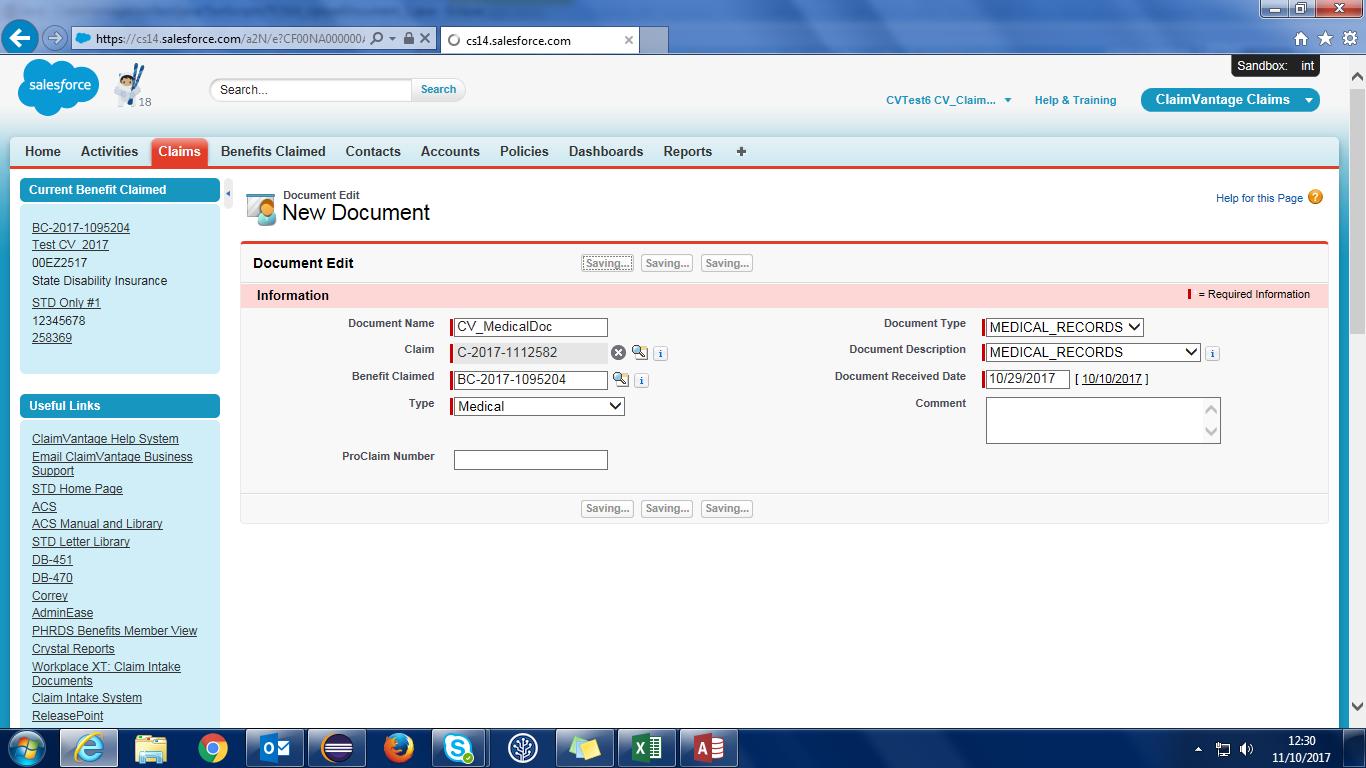 https://cs14.salesforce.com/a2N/e?CF00NA000000
cs14.salesforce.com
Sandbox: int
salesforce
18
Search...
Search
CVTest6 CV_Claim...
Help & Training
ClaimVantage Claims
Home Activities Claims Benefits Claimed Contacts Accounts Policies Dashboards Reports
Current Benefit Claimed
BC-2017-1095204
Test CV_2017
00EZ2517
State Disability Insurance
STD Only #1
12345678
258369
Useful Links
ClaimVantage Help System
Email ClaimVantage Business
Support
STD Home Page
ACS
ACS Manual and Library
STD Letter Library
DB-451
DB-470
Correy
AdminEase
PHRDS Benefits Member View
Crystal Reports
Workplace XT: Claim Intake
Documents
Claim Intake System
ReleasePoint
Document Edit
New Document
Help for this Page
Document Edit
Saving... Saving... Saving...
Information
= Required Information
Document Name CV_MedicalDoc
Document Type MEDICAL_RECORDS
Claim C-2017-1112582
Document Description MEDICAL_RECORDS
Benefit Claimed BC-2017-1095204
Document Received Date 10/29/2017 [ 10/10/2017 ]
Type Medical
Comment
ProClaim Number
Saving... Saving... Saving...
12:30
11/10/2017